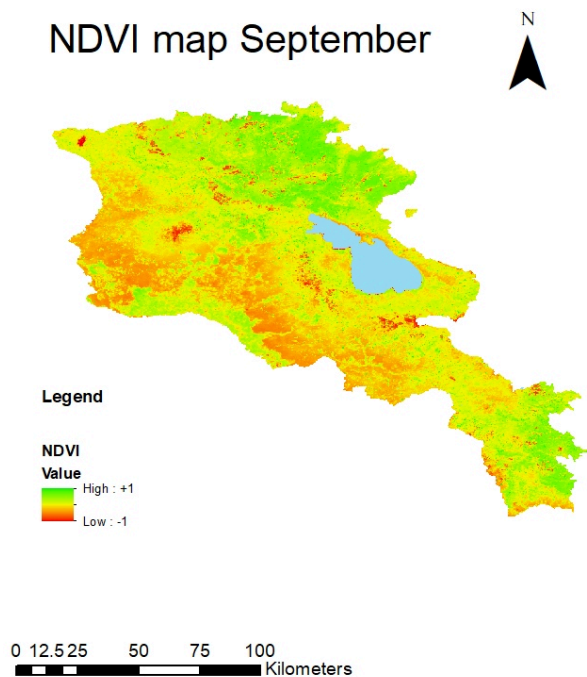 NDVI map September
N
Legend
NDVI
Value
High : +1
Low : -1
0 12.5 25 50 75 100
Kilometers